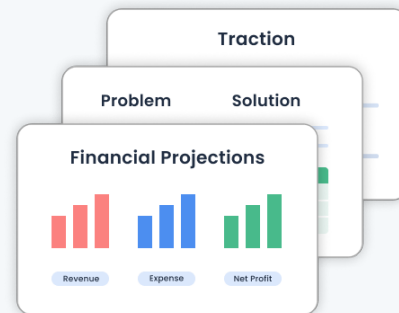 Traction
Problem Solution
Financial Projections
Revenue Expense Net Profit